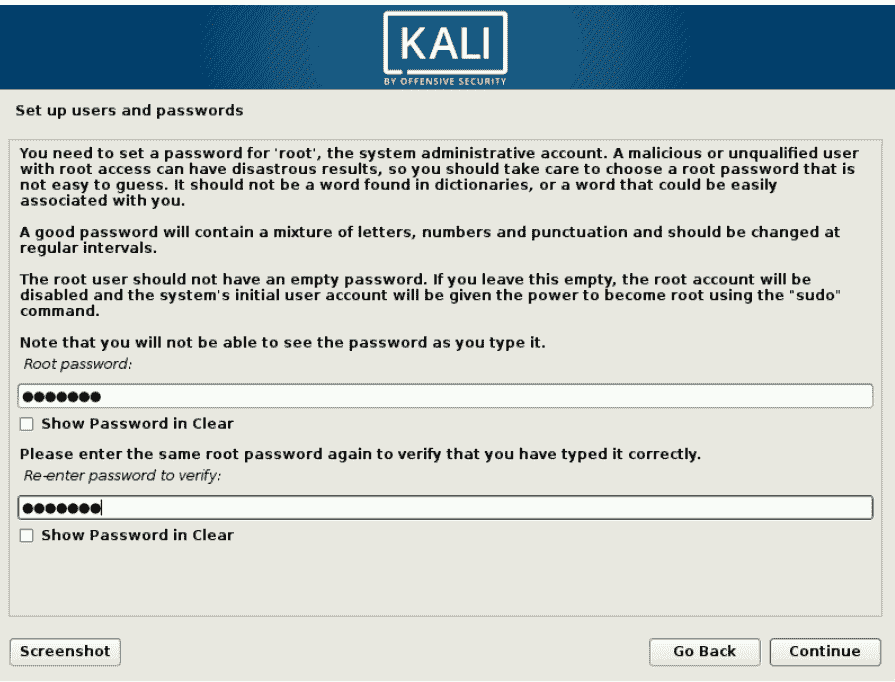 KALI
BY OFFENSIVE SECURITY
Set up users and passwords
You need to set a password for 'root', the system administrative account. A malicious or unqualified user
with root access can have disastrous results, so you should take care to choose a root password that is
not easy to guess. It should not be a word found in dictionaries, or a word that could be easily
associated with you.
A good password will contain a mixture of letters, numbers and punctuation and should be changed at
regular intervals.
The root user should not have an empty password. If you leave this empty, the root account will be
disabled and the system's initial user account will be given the power to become root using the "sudo"
command.
Note that you will not be able to see the password as you type it.
Root password:
●●●●●●●
Show Password in Clear
Please enter the same root password again to verify that you have typed it correctly.
Re-enter password to verify:
●●●●●●●
Show Password in Clear
Screenshot
Go Back
Continue